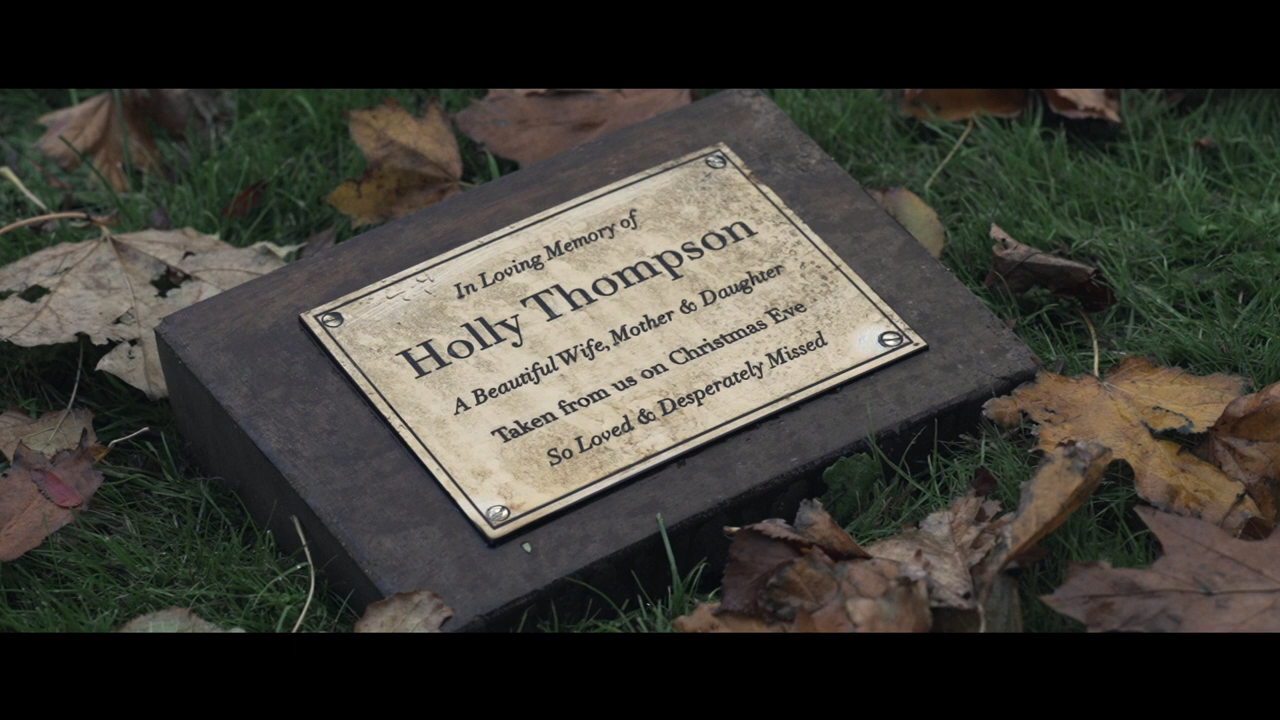 In Loving Memory of
Holly Thompson
A Beautiful Wife, Mother & Daughter
Taken from us on Christmas Eve
So Loved & Desperately Missed